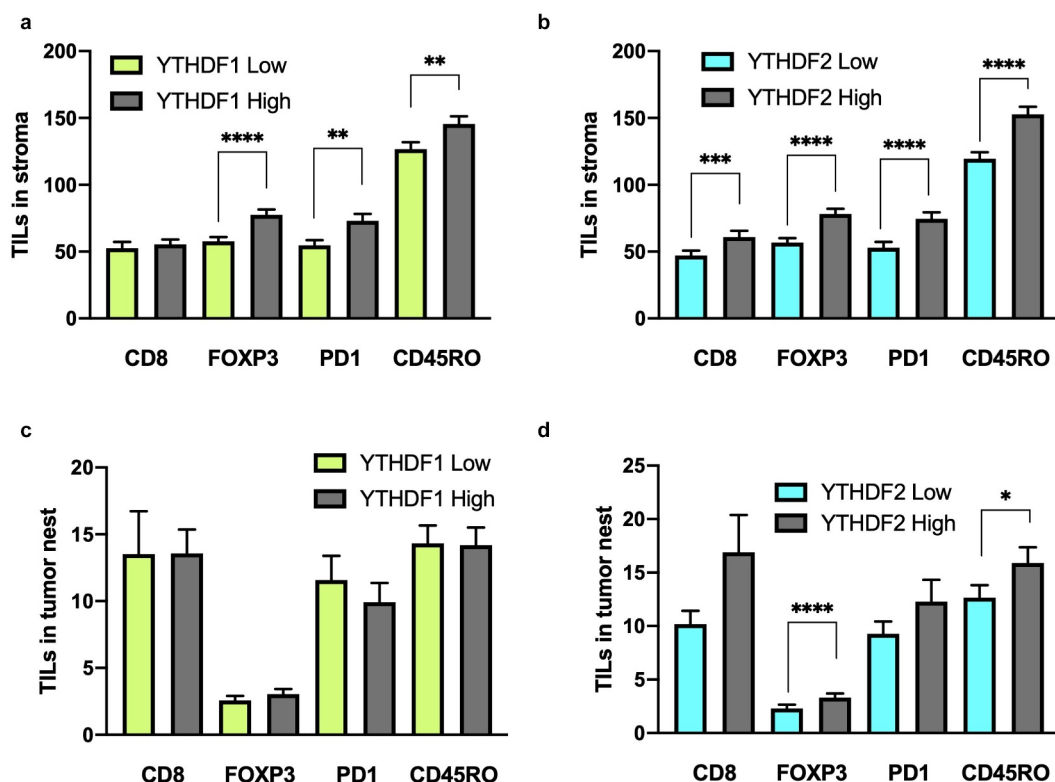 a
200
150
100
50
0
TILs in stroma
YTHDF1 Low
YTHDF1 High
****
**
**
CD8 FOXP3 PD1 CD45RO
b
200
150
100
50
0
TILs in stroma
YTHDF2 Low
YTHDF2 High
***
****
****
****
CD8 FOXP3 PD1 CD45RO
c
20
15
10
5
0
TILs in tumor nest
YTHDF1 Low
YTHDF1 High
CD8 FOXP3 PD1 CD45RO
d
25
20
15
10
5
0
TILs in tumor nest
YTHDF2 Low
YTHDF2 High
****
*
CD8 FOXP3 PD1 CD45RO